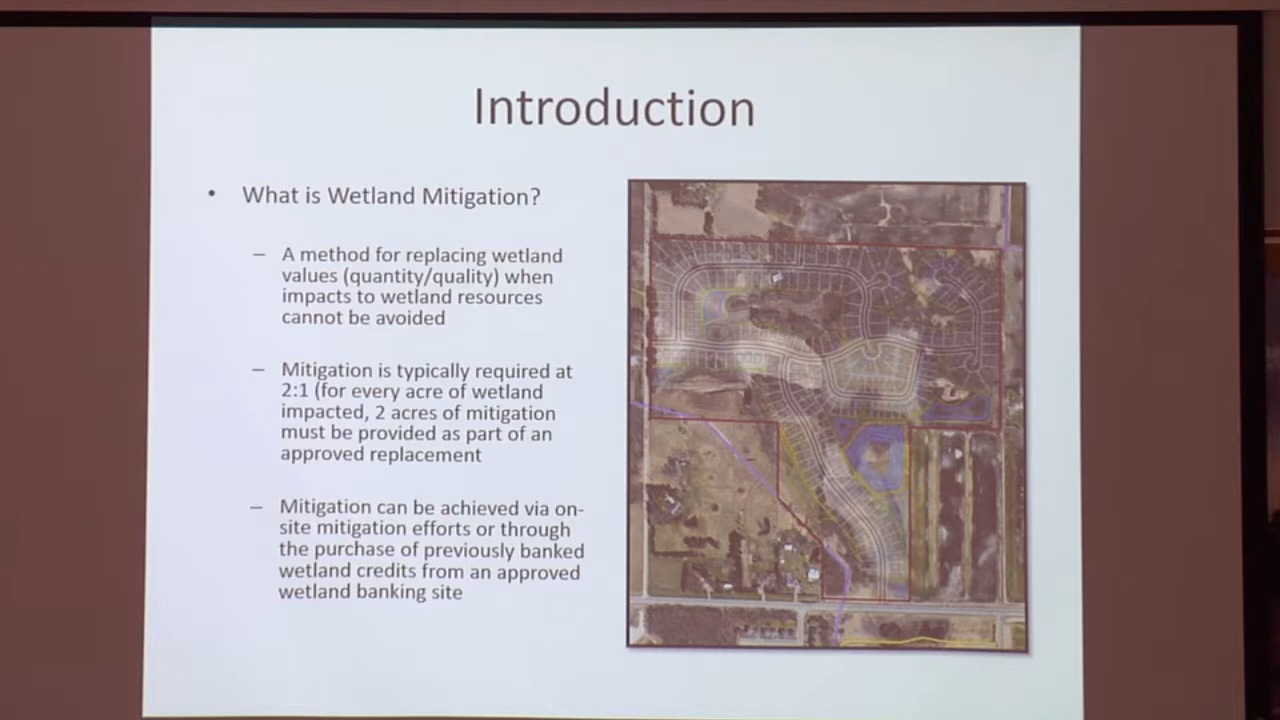 Introduction
• What is Wetland Mitigation?
– A method for replacing wetland
values (quantity/quality) when
impacts to wetland resources
cannot be avoided
– Mitigation is typically required at
2:1 (for every acre of wetland
impacted, 2 acres of mitigation
must be provided as part of an
approved replacement
– Mitigation can be achieved via on-
site mitigation efforts or through
the purchase of previously banked
wetland credits from an approved
wetland banking site